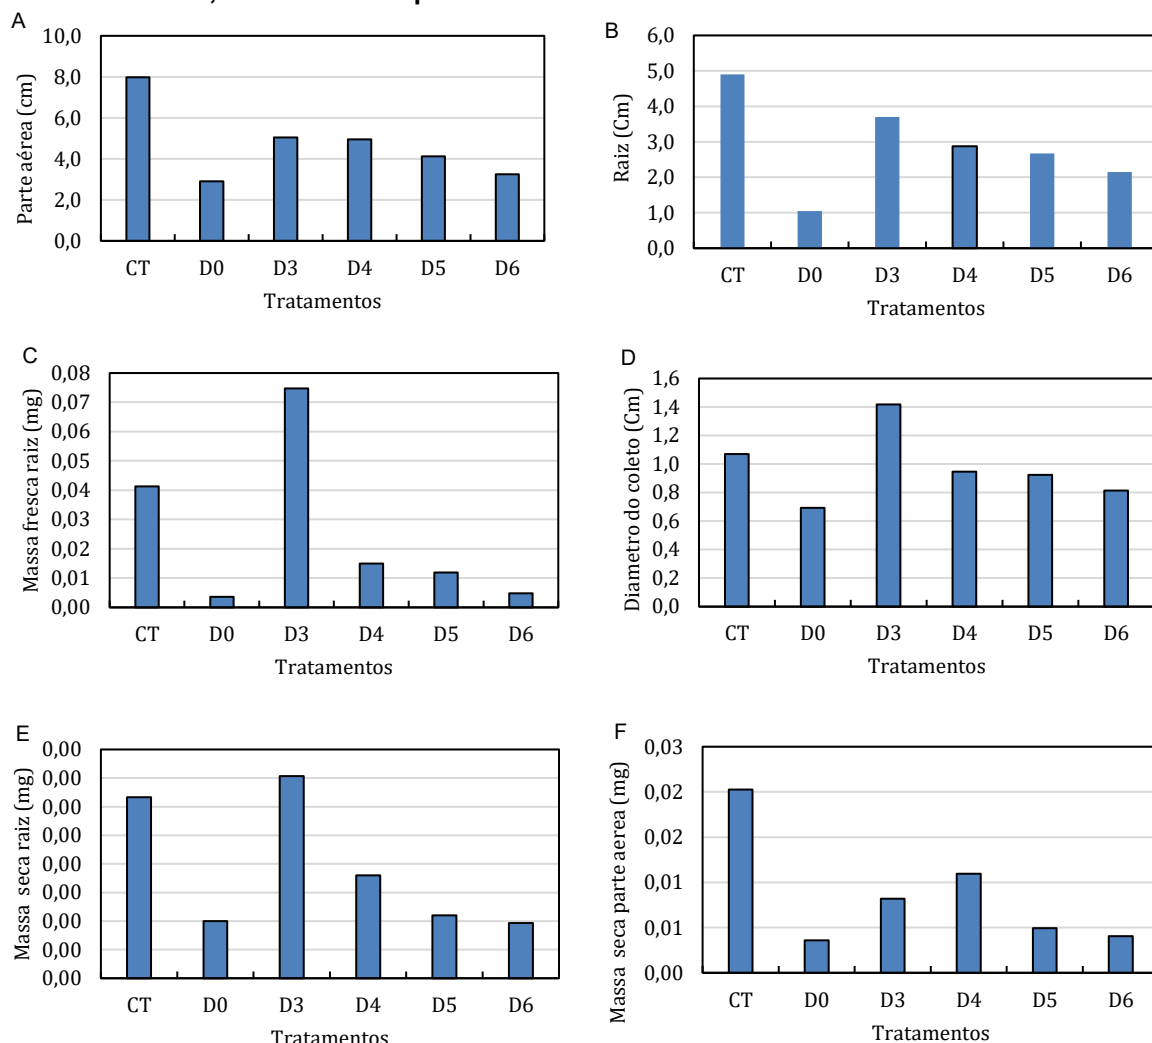 A
Parte aérea (cm)
10,0
8,0
6,0
4,0
2,0
0,0
CT D0 D3 D4 D5 D6
Tratamentos
B
Raiz (Cm)
6,0
5,0
4,0
3,0
2,0
1,0
0,0
CT D0 D3 D4 D5 D6
Tratamentos
C
Massa fresca raiz (mg)
0,08
0,07
0,06
0,05
0,04
0,03
0,02
0,01
0,00
CT D0 D3 D4 D5 D6
Tratamentos
D
Diametro do coleto (Cm)
1,6
1,4
1,2
1,0
0,8
0,6
0,4
0,2
0,0
CT D0 D3 D4 D5 D6
Tratamentos
E
Massa seca raiz (mg)
0,00
0,00
0,00
0,00
0,00
0,00
0,00
0,00
0,00
CT D0 D3 D4 D5 D6
Tratamentos
F
Massa seca parte aerea (mg)
0,03
0,02
0,02
0,01
0,01
0,00
CT D0 D3 D4 D5 D6
Tratamentos